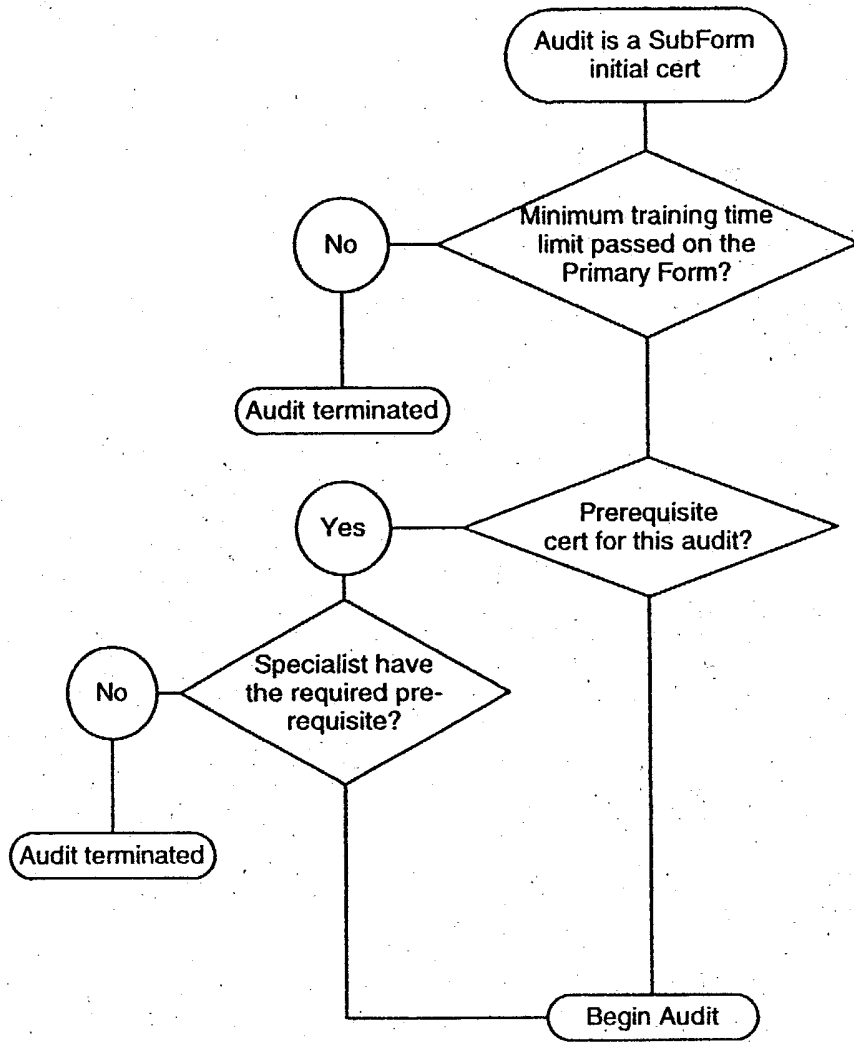 Audit is a SubForm
initial cert
Minimum training time
limit passed on the
Primary Form?
No
Audit terminated
Prerequisite
cert for this audit?
Yes
Specialist have
the required pre-
requisite?
No
Audit terminated
Begin Audit